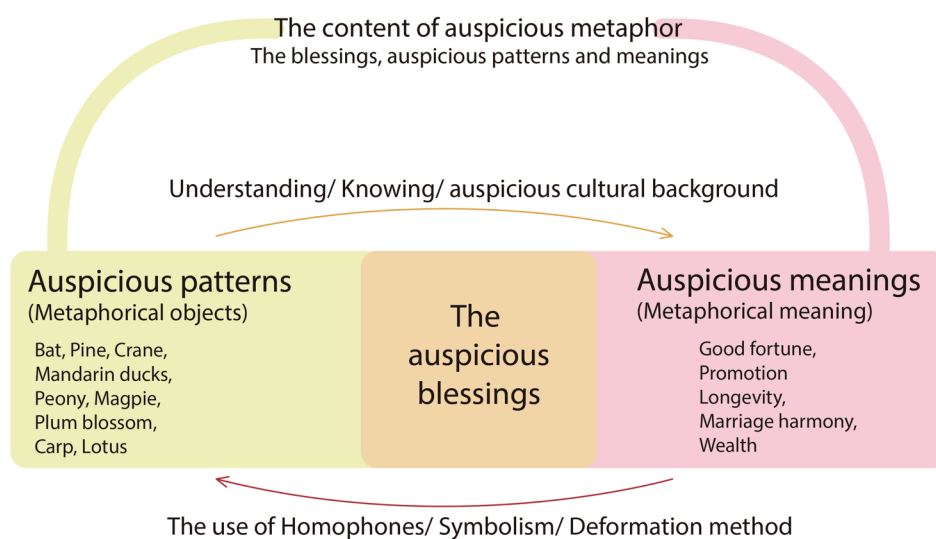 The content of auspicious metaphor
The blessings, auspicious patterns and meanings
Understanding/ Knowing/ auspicious cultural background
Auspicious patterns
(Metaphorical objects)
Bat, Pine, Crane,
Mandarin ducks,
Peony, Magpie,
Plum blossom,
Carp, Lotus
The
auspicious
blessings
Auspicious meanings
(Metaphorical meaning)
Good fortune,
Promotion
Longevity,
Marriage harmony,
Wealth
The use of Homophones/ Symbolism/ Deformation method